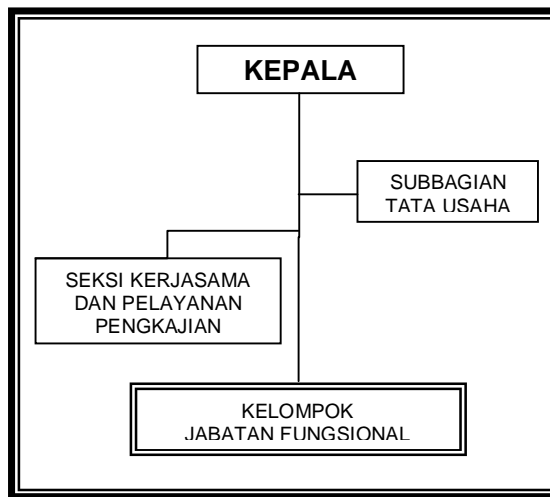 KEPALA
SUBBAGIAN
TATA USAHA
SEKSI KERJASAMA
DAN PELAYANAN
PENGKAJIAN
KELOMPOK
JABATAN FUNGSIONAL